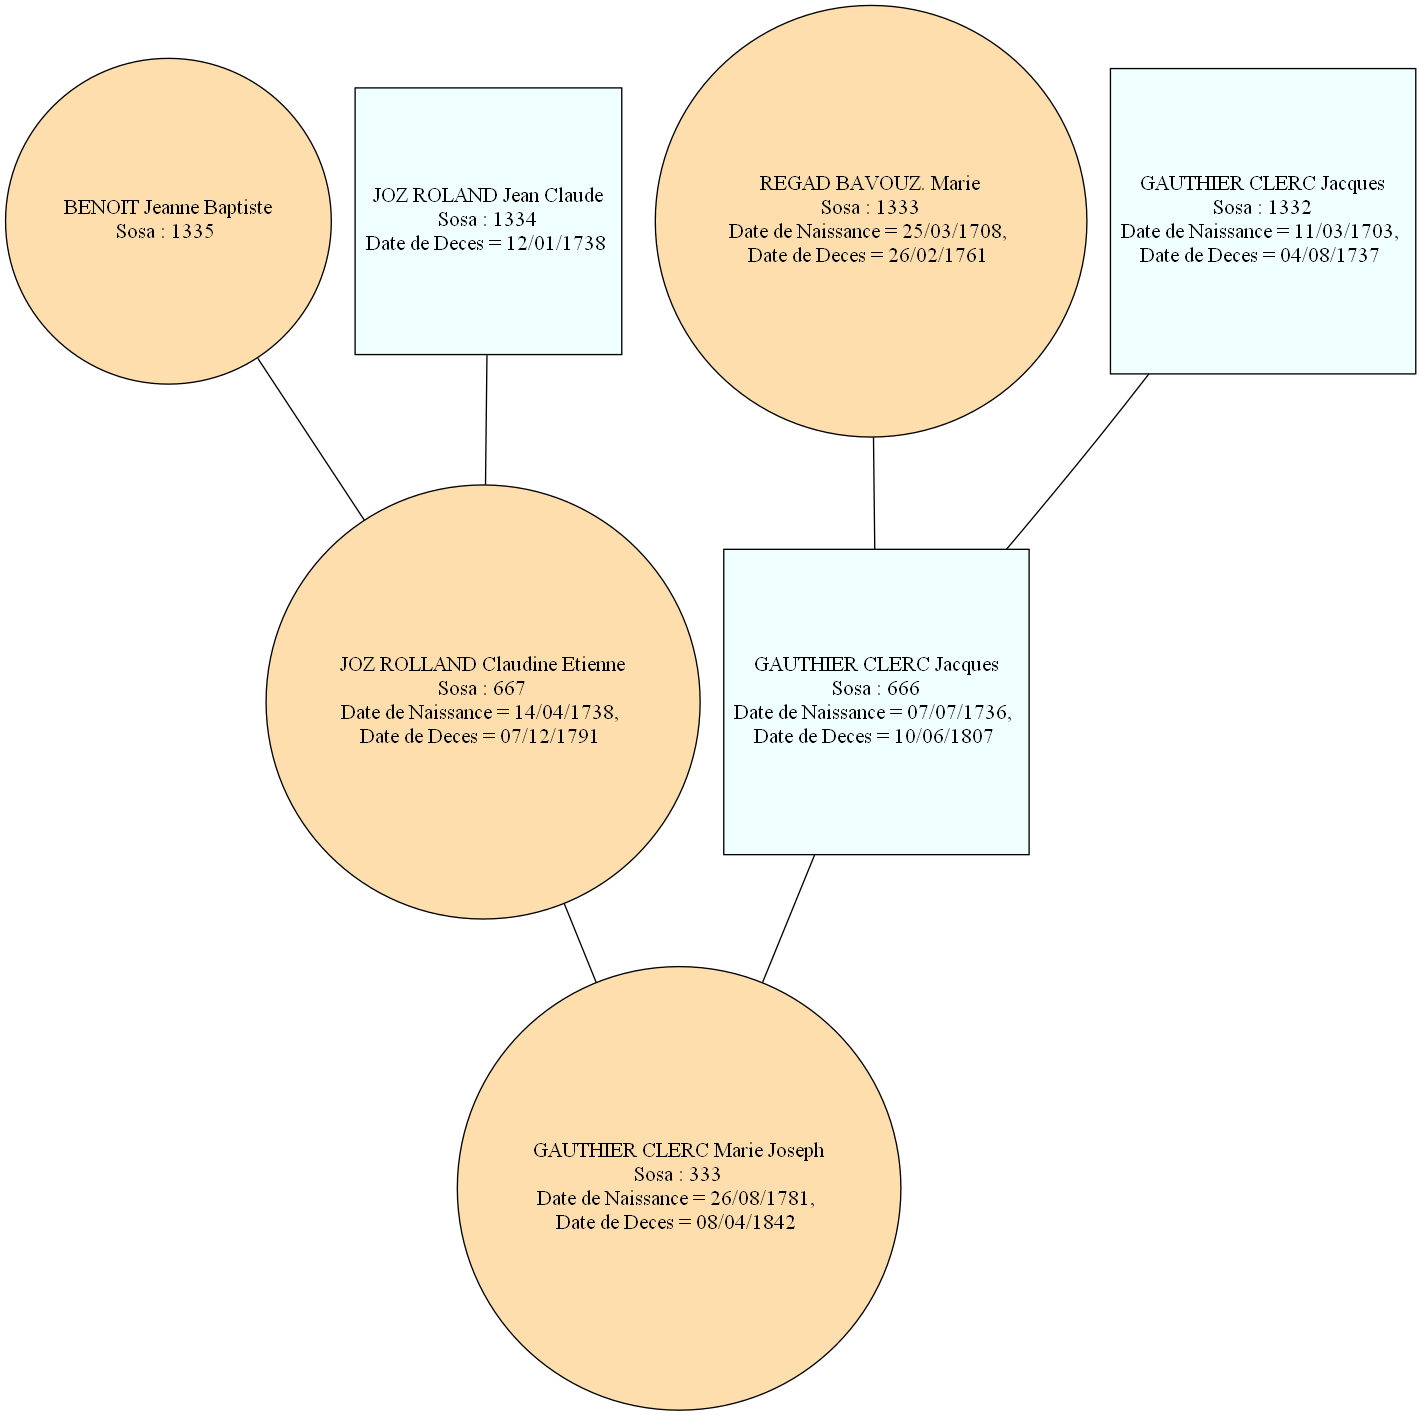 BENOIT Jeanne Baptiste
Sosa : 1335
JOZ ROLAND Jean Claude
Sosa : 1334
Date de Deces = 12/01/1738
REGAD BAVOUZ. Marie
Sosa : 1333
Date de Naissance = 25/03/1708,
Date de Deces = 26/02/1761
GAUTHIER CLERC Jacques
Sosa : 1332
Date de Naissance = 11/03/1703,
Date de Deces = 04/08/1737
JOZ ROLLAND Claudine Etienne
Sosa : 667
Date de Naissance = 14/04/1738,
Date de Deces = 07/12/1791
GAUTHIER CLERC Jacques
Sosa : 666
Date de Naissance = 07/07/1736,
Date de Deces = 10/06/1807
GAUTHIER CLERC Marie Joseph
Sosa : 333
Date de Naissance = 26/08/1781,
Date de Deces = 08/04/1842